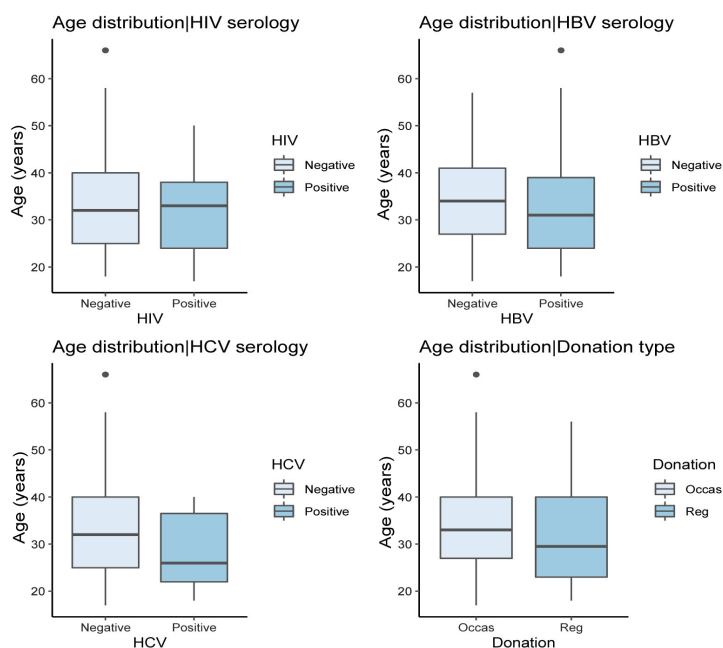 Age distribution|HIV serology
Age (years)
60
50
40
30
20
Negative
Positive
HIV
HIV
Negative
Positive
Age distribution|HBV serology
Age (years)
60
50
40
30
20
Negative
Positive
HBV
HBV
Negative
Positive
Age distribution|HCV serology
Age (years)
60
50
40
30
20
Negative
Positive
HCV
HCV
Negative
Positive
Age distribution|Donation type
Age (years)
60
50
40
30
20
Occas
Reg
Donation
Donation
Occas
Reg